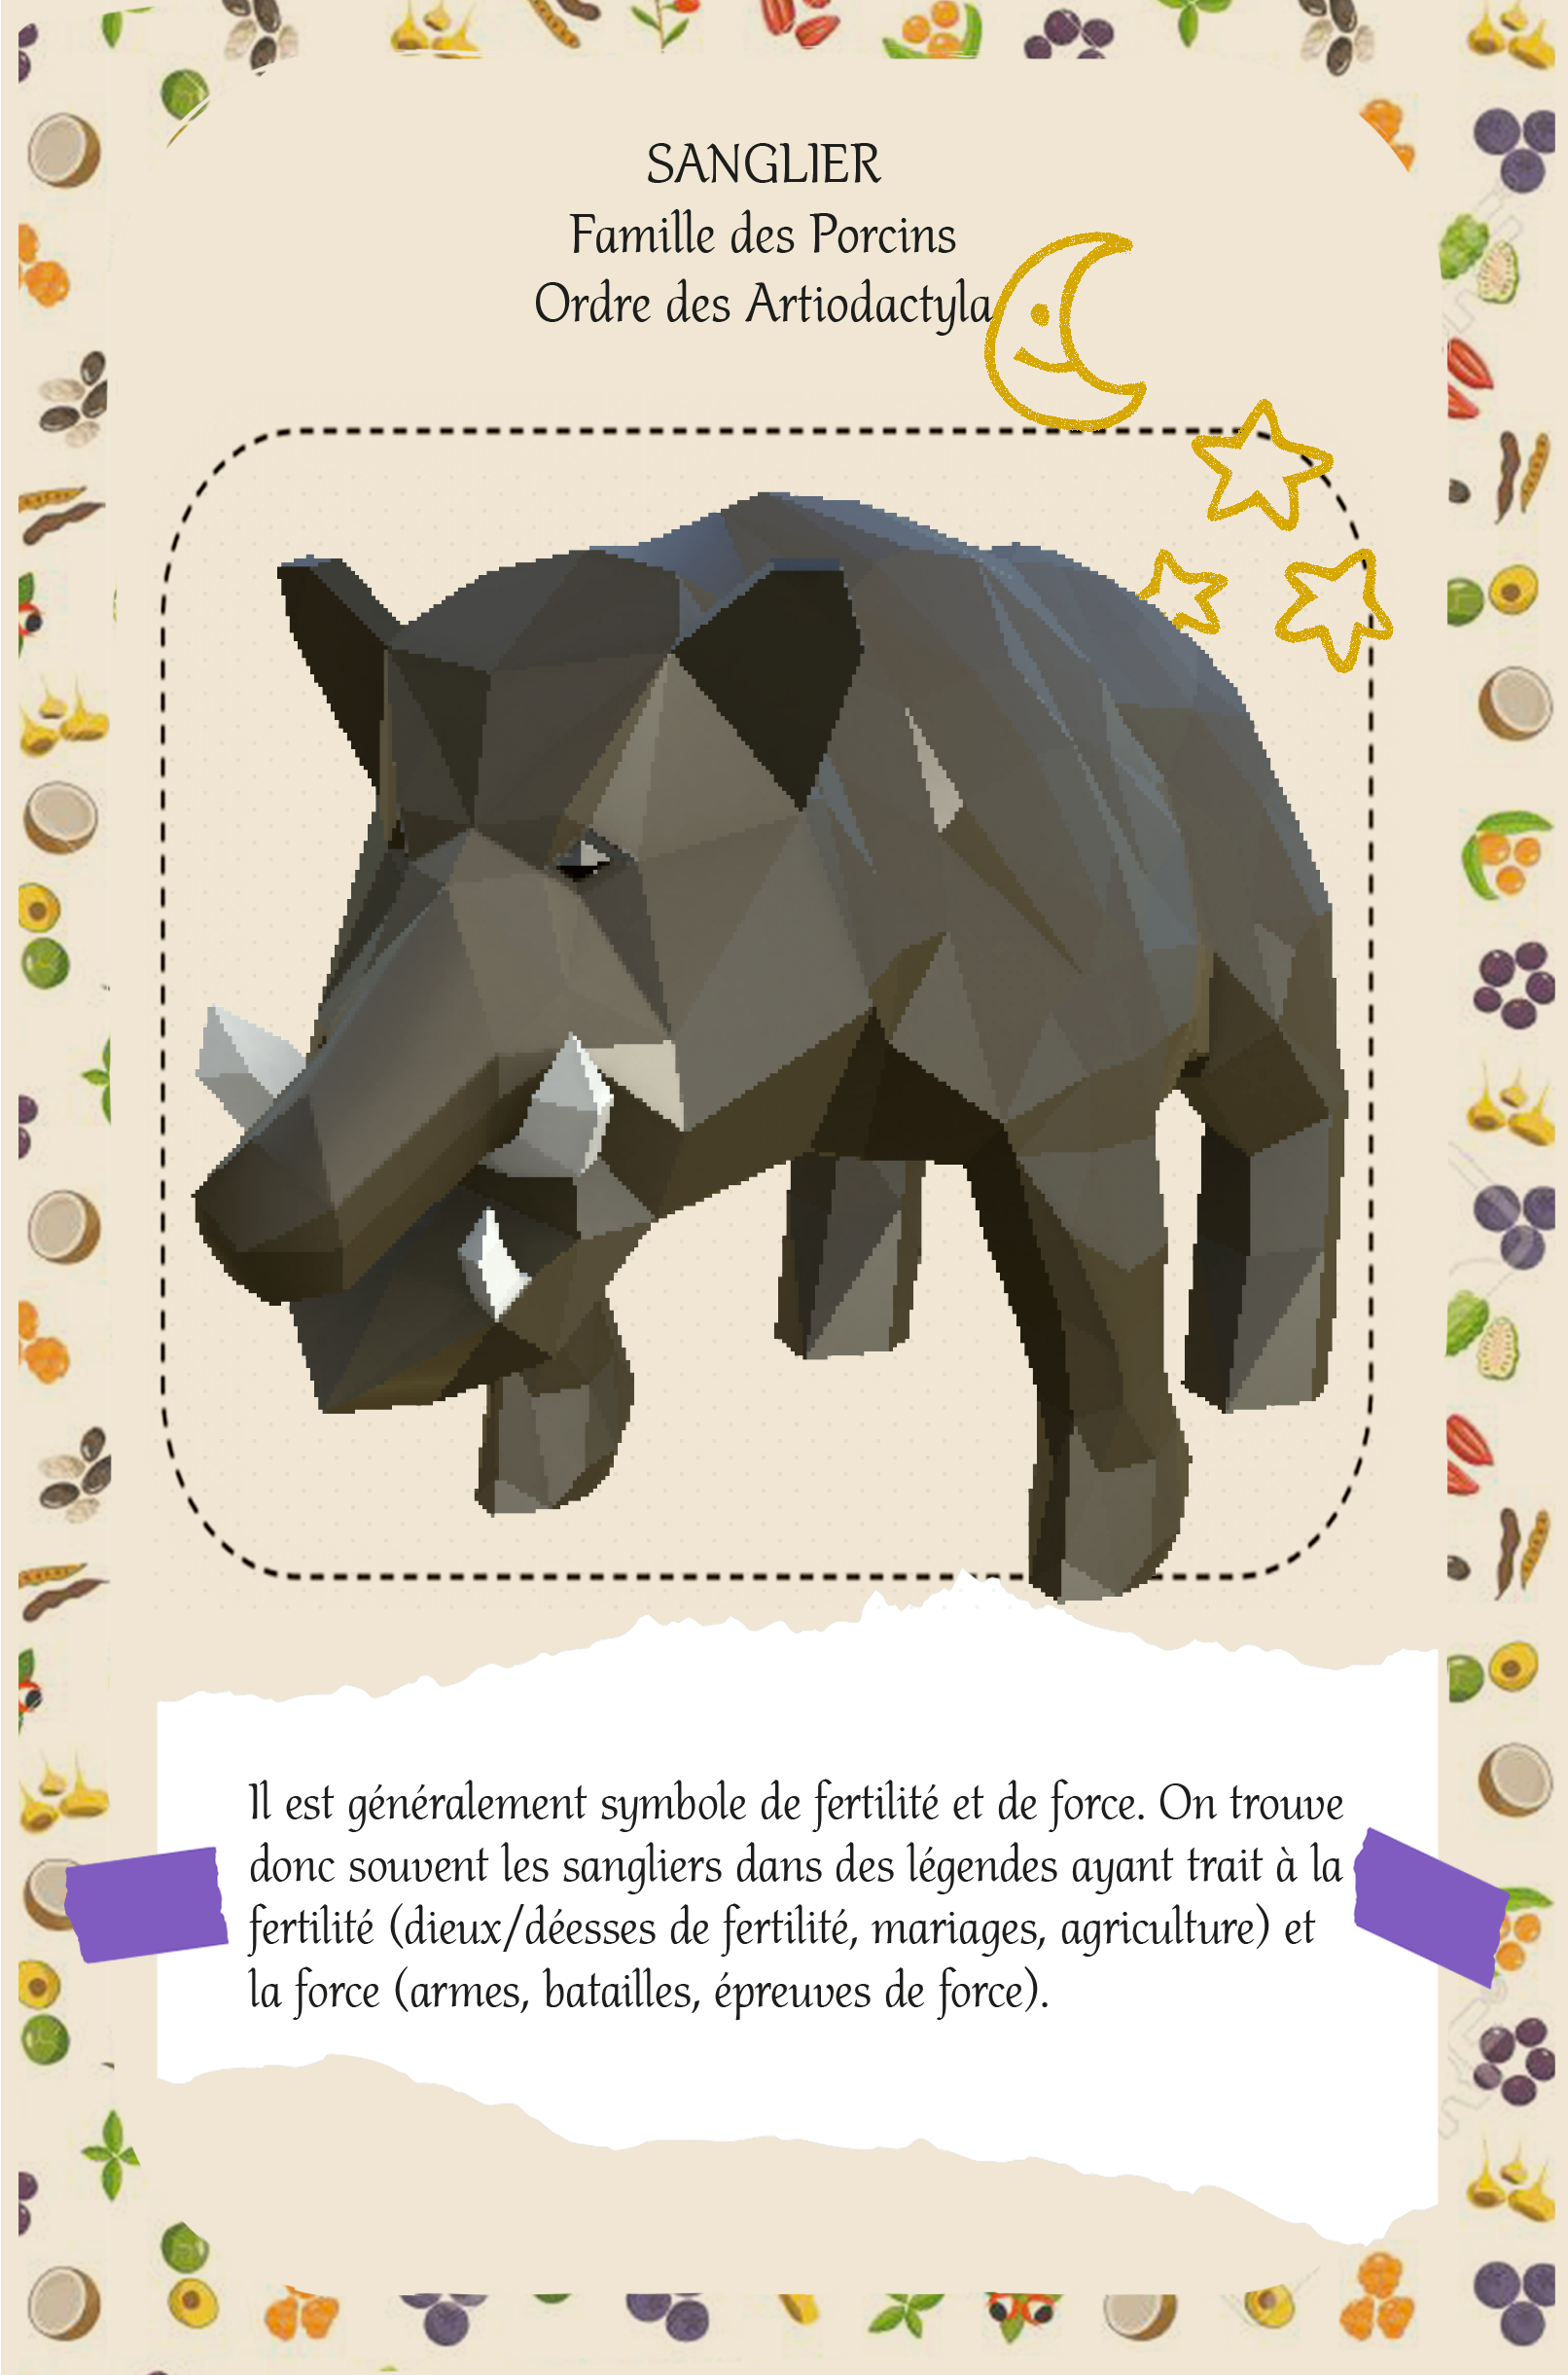 SANGLIER
Famille des Porcins
Ordre des Artiodactyla
Il est généralement symbole de fertilité et de force. On trouve
donc souvent les sangliers dans des légendes ayant trait à la
fertilité (dieux/déesses de fertilité, mariages, agriculture) et
la force (armes, batailles, épreuves de force).